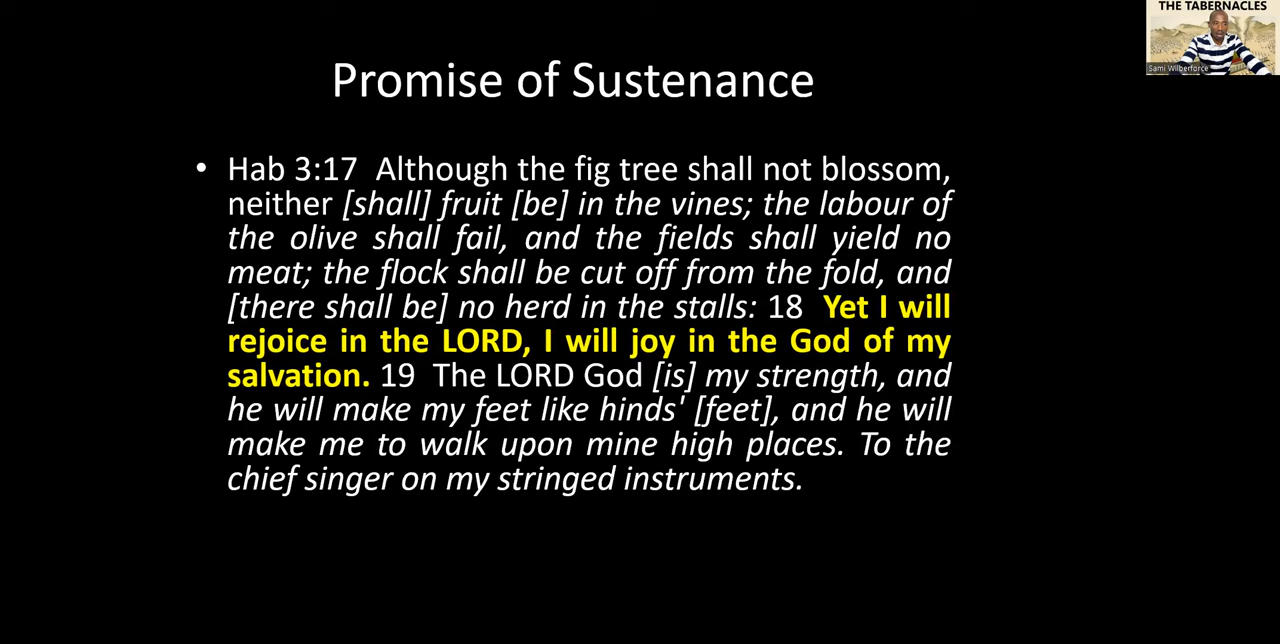 THE TABERNACLES
Sami Wilberforce
Promise of Sustenance
• Hab 3:17 Although the fig tree shall not blossom,
neither [shall] fruit [be] in the vines; the labour of
the olive shall fail, and the fields shall yield no
meat; the flock shall be cut off from the fold, and
[there shall be] no herd in the stalls: 18 Yet I will
rejoice in the LORD, I will joy in the God of my
salvation. 19 The LORD God [is] my strength, and
he will make my feet like hinds' [feet], and he will
make me to walk upon mine high places. To the
chief singer on my stringed instruments.